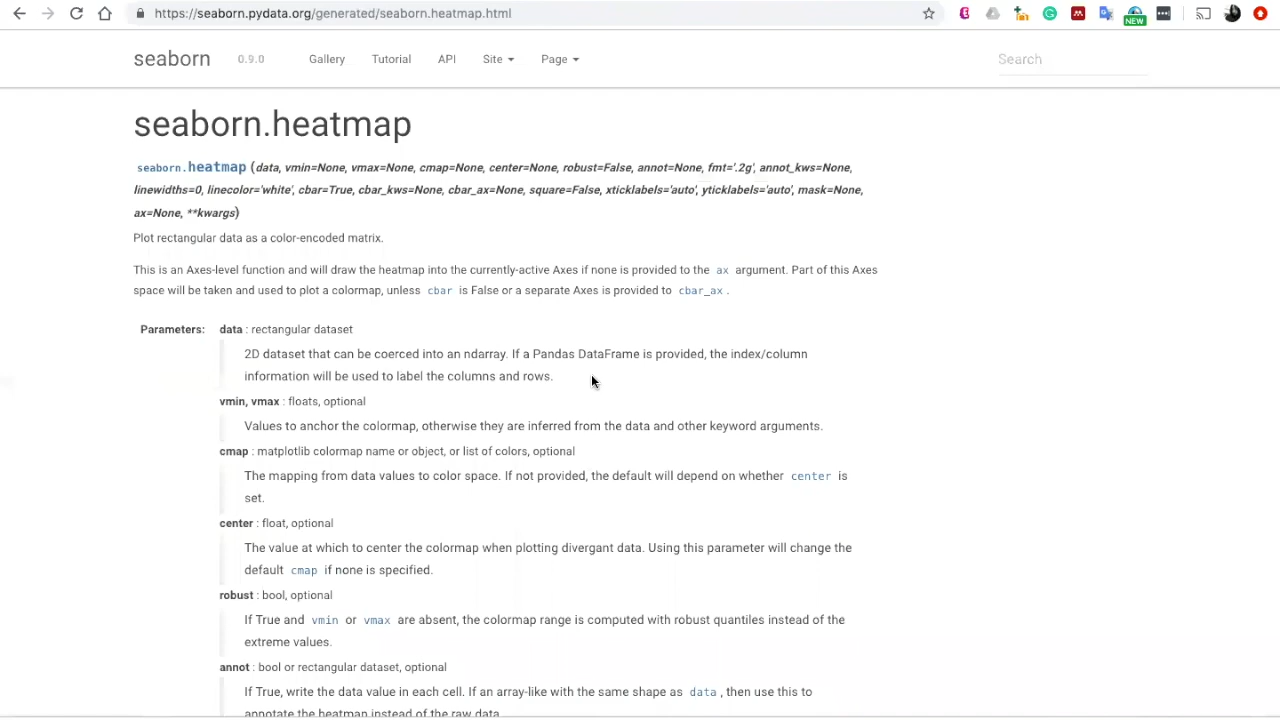 https://seaborn.pydata.org/generated/seaborn.heatmap.html
NEW
seaborn 0.9.0 Gallery Tutorial API Site Page Search
seaborn.heatmap
seaborn.heatmap (data, vmin=None, vmax=None, cmap=None, center=None, robust=False, annot=None, fmt='.2g', annot_kws=None,
linewidths=0, linecolor='white', cbar=True, cbar_kws=None, cbar_ax=None, square=False, xticklabels='auto', yticklabels='auto', mask=None,
ax=None, **kwargs)
Plot rectangular data as a color-encoded matrix.
This is an Axes-level function and will draw the heatmap into the currently-active Axes if none is provided to the ax argument. Part of this Axes
space will be taken and used to plot a colormap, unless cbar is False or a separate Axes is provided to cbar_ax.
Parameters: data : rectangular dataset
2D dataset that can be coerced into an ndarray. If a Pandas DataFrame is provided, the index/column
information will be used to label the columns and rows.
vmin, vmax : floats, optional
Values to anchor the colormap, otherwise they are inferred from the data and other keyword arguments.
cmap : matplotlib colormap name or object, or list of colors, optional
The mapping from data values to color space. If not provided, the default will depend on whether center is
set.
center : float, optional
The value at which to center the colormap when plotting divergant data. Using this parameter will change the
default cmap if none is specified.
robust : bool, optional
If True and vmin or vmax are absent, the colormap range is computed with robust quantiles instead of the
extreme values.
annot : bool or rectangular dataset, optional
If True, write the data value in each cell. If an array-like with the same shape as data, then use this to
annotate the heatmap instead of the raw data.